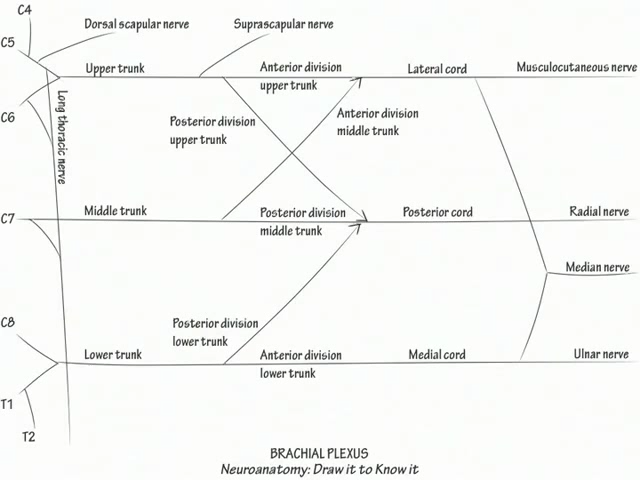 C4
Dorsal scapular nerve
Suprascapular nerve
C5
Upper trunk
Anterior division
upper trunk
Lateral cord
Musculocutaneous nerve
Long thoracic nerve
C6
Posterior division
upper trunk
Anterior division
middle trunk
C7
Middle trunk
Posterior division
middle trunk
Posterior cord
Radial nerve
Median nerve
C8
Posterior division
lower trunk
Lower trunk
Anterior division
lower trunk
Medial cord
Ulnar nerve
T1
T2
BRACHIAL PLEXUS
Neuroanatomy: Draw it to Know it